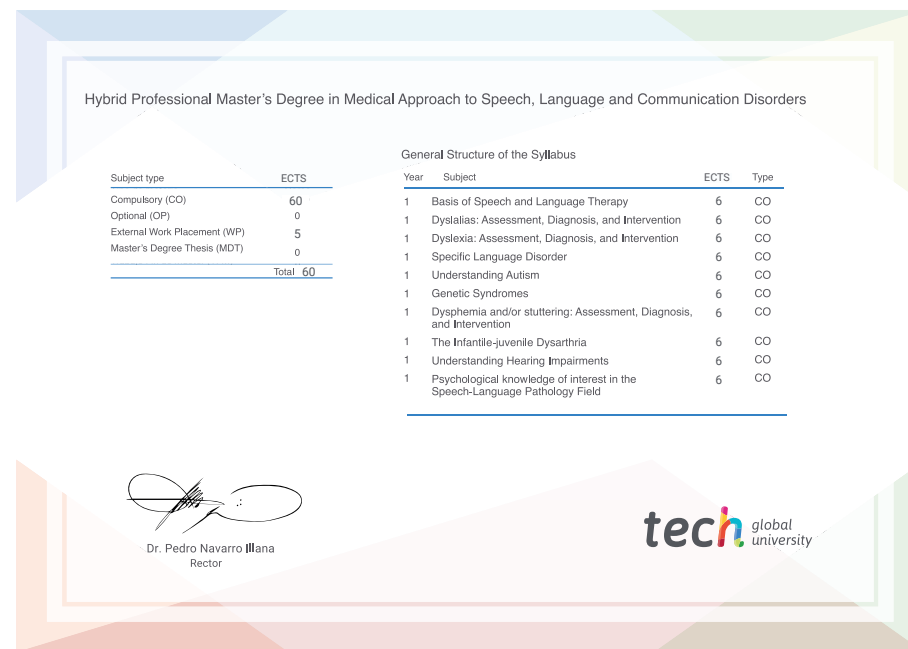 Hybrid Professional Master's Degree in Medical Approach to Speech, Language and Communication Disorders
Subject type ECTS
Compulsory (CO) 60
Optional (OP) 0
External Work Placement (WP) 5
Master's Degree Thesis (MDT) 0
Total 60
General Structure of the Syllabus
Year Subject ECTS Type
1 Basis of Speech and Language Therapy 6 CO
1 Dyslalias: Assessment, Diagnosis, and Intervention 6 CO
1 Dyslexia: Assessment, Diagnosis, and Intervention 6 CO
1 Specific Language Disorder 6 CO
1 Understanding Autism 6 CO
1 Genetic Syndromes 6 CO
1 Dysphemia and/or stuttering: Assessment, Diagnosis, 6 CO
and Intervention
1 The Infantile-juvenile Dysarthria 6 CO
1 Understanding Hearing Impairments 6 CO
1 Psychological knowledge of interest in the 6 CO
Speech-Language Pathology Field
Dr. Pedro Navarro Illana
Rector
tech global
university